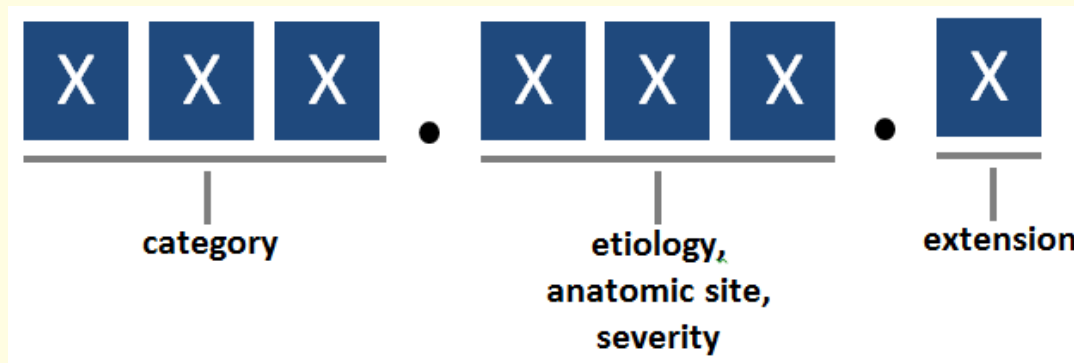 X X X . X X X . X
category
etiology,
anatomic site,
severity
extension